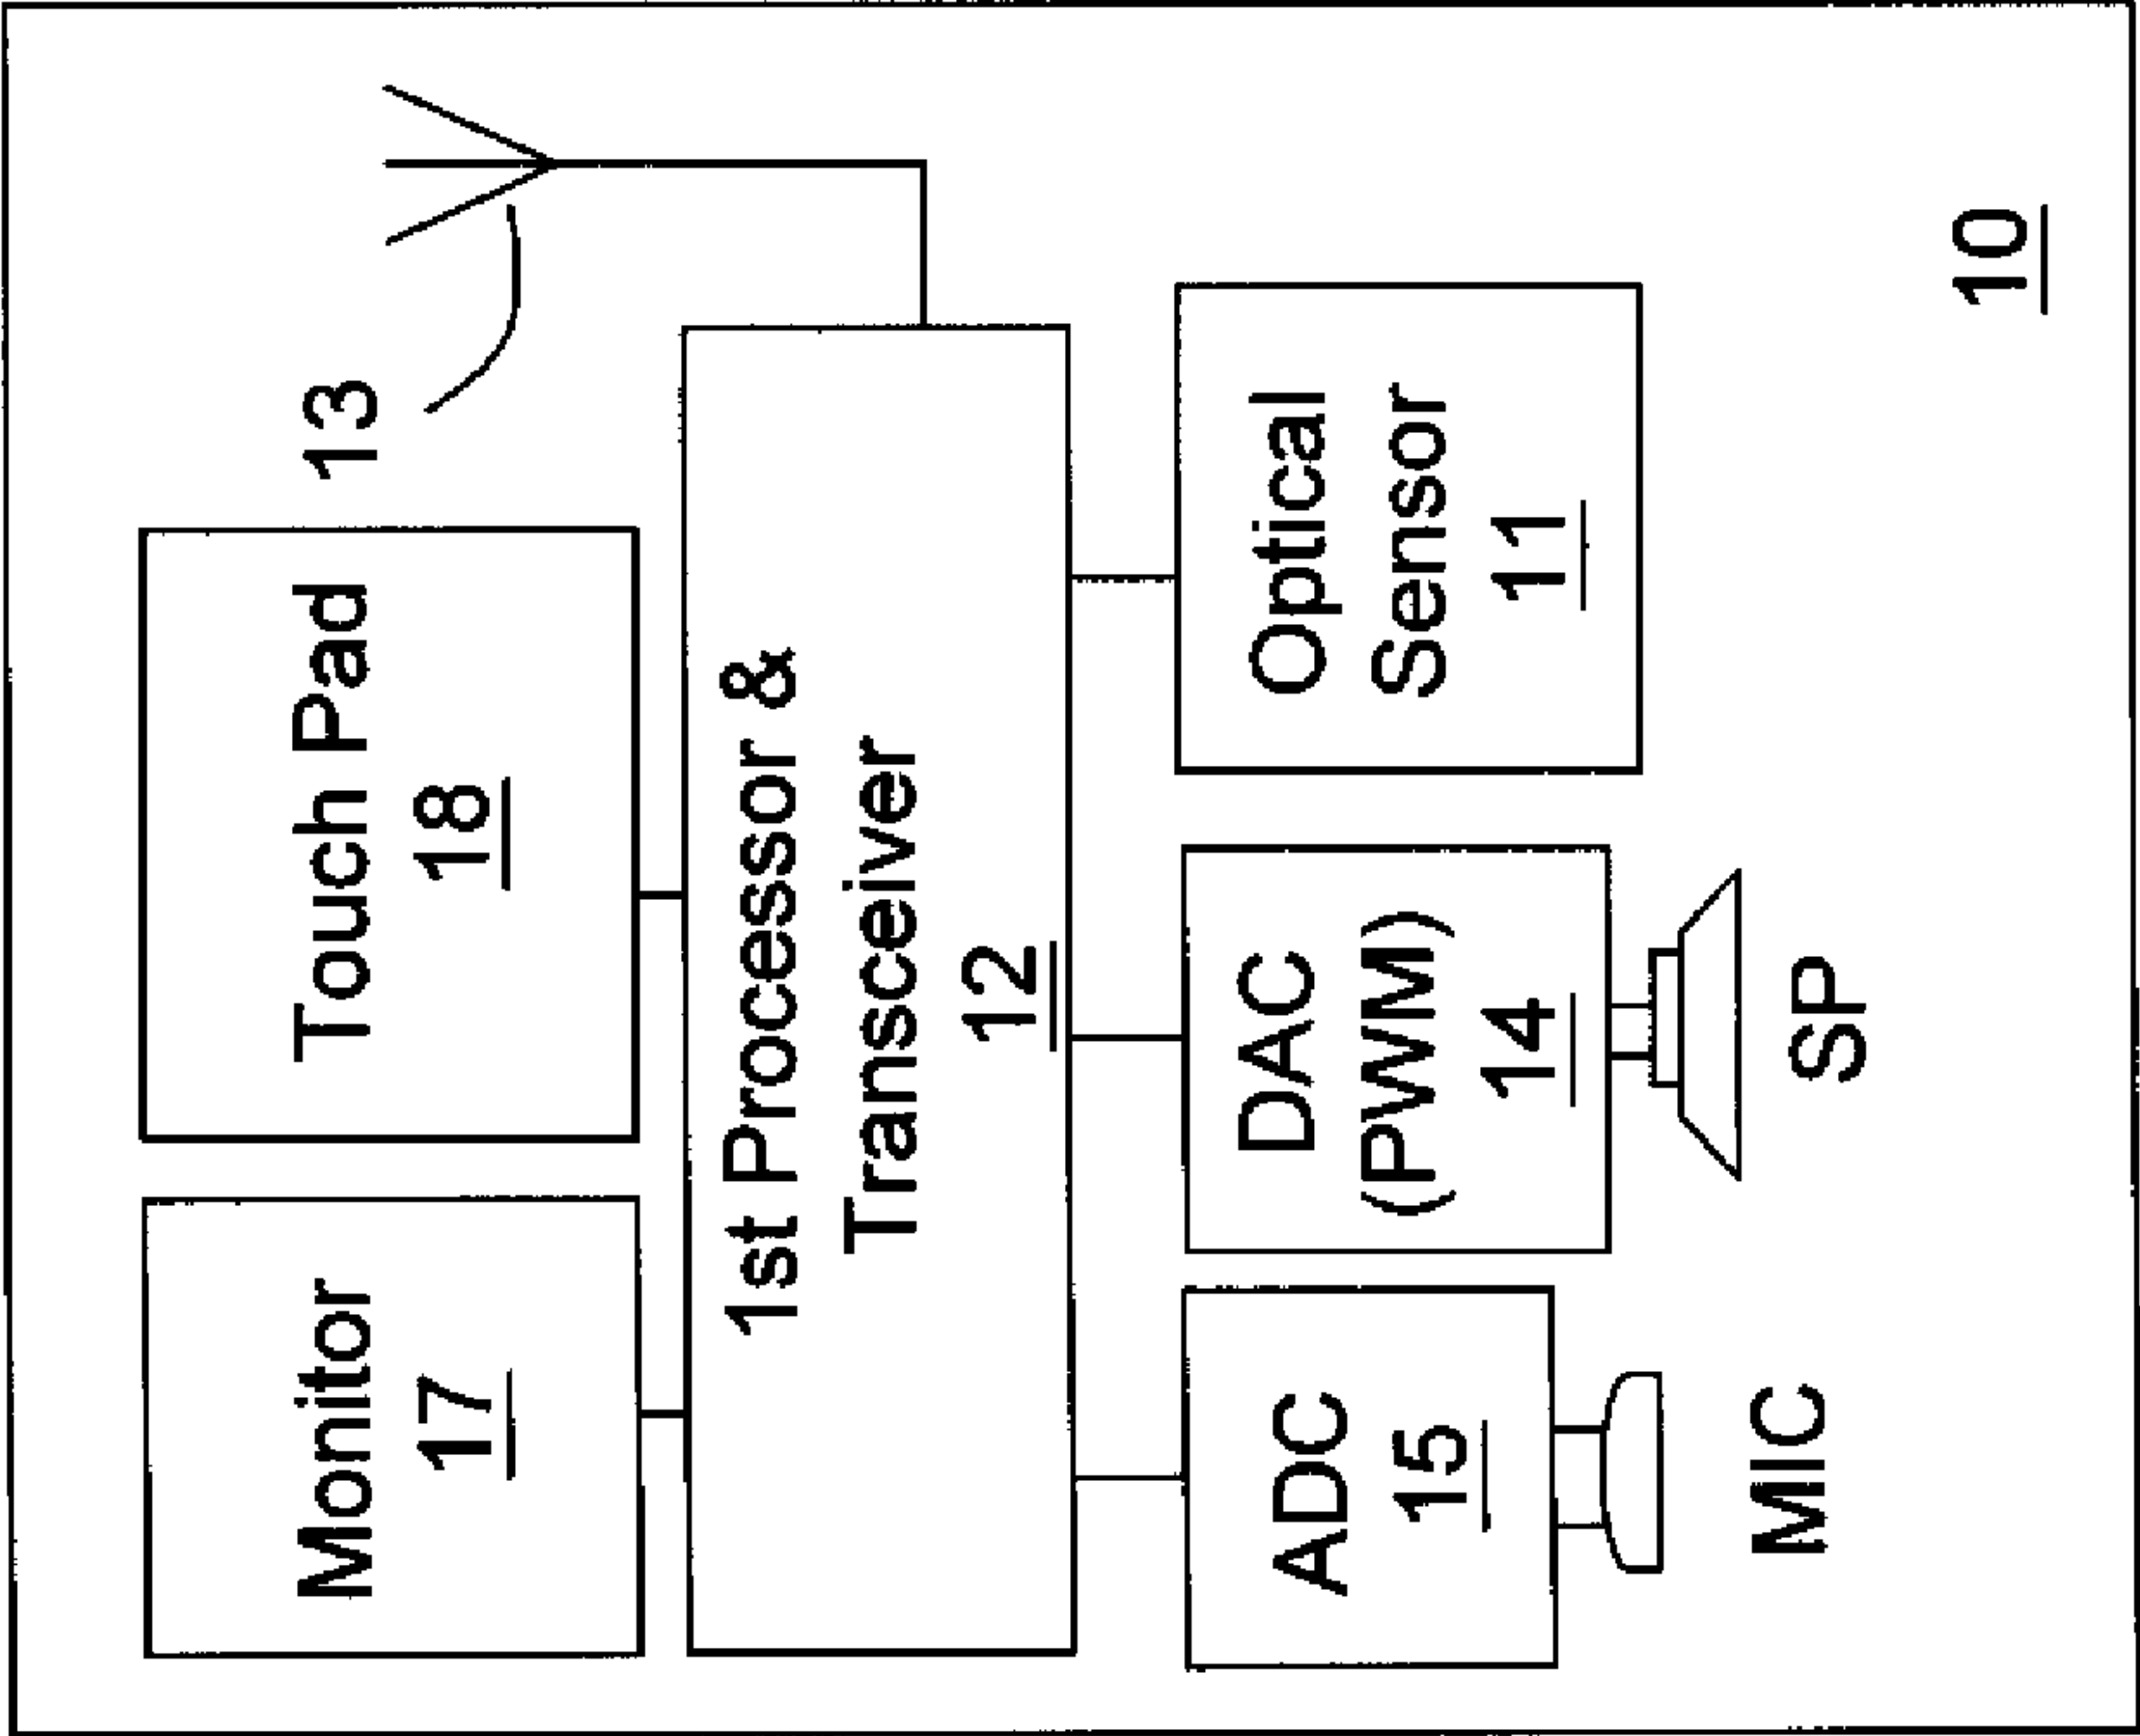 Monitor
17
Touch Pad
18
13
1st Processor &
Transceiver
12
ADC
15
MIC
DAC
(PWM)
14
SP
Optical
Sensor
11
10